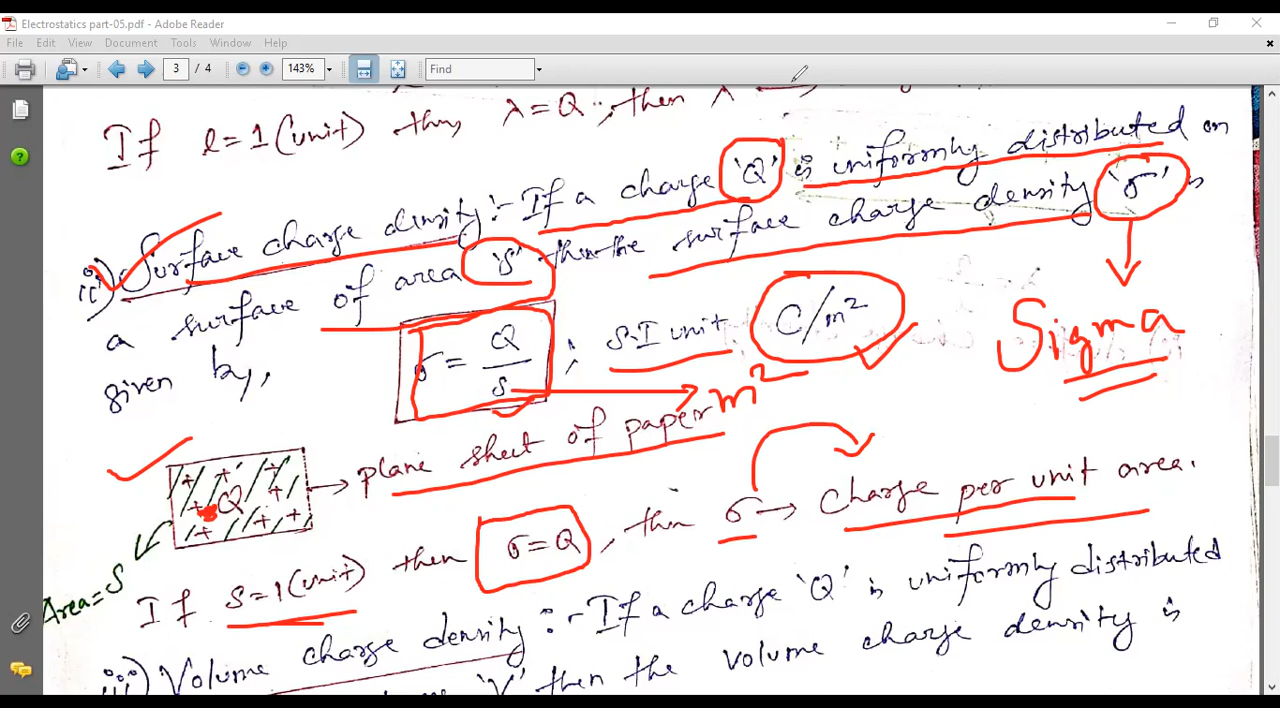 Electrostatics part-05.pdf - Adobe Reader
File Edit View Document Tools Window Help
3 / 4 143% Find
If l=1(unit) then, λ=Q, then λ
ii) Surface charge density :- If a charge 'Q' is uniformly distributed on
a surface of area 'S' then the surface charge density 'σ' is
given by,
σ = Q/S ; S.I unit C/m²
m²
Sigma
plane sheet of paper
Q
Area=S
If S=1(unit) then σ=Q, then σ → Charge per unit area.
iii) Volume charge density :- If a charge 'Q' is uniformly distributed
'V' then the volume charge density is